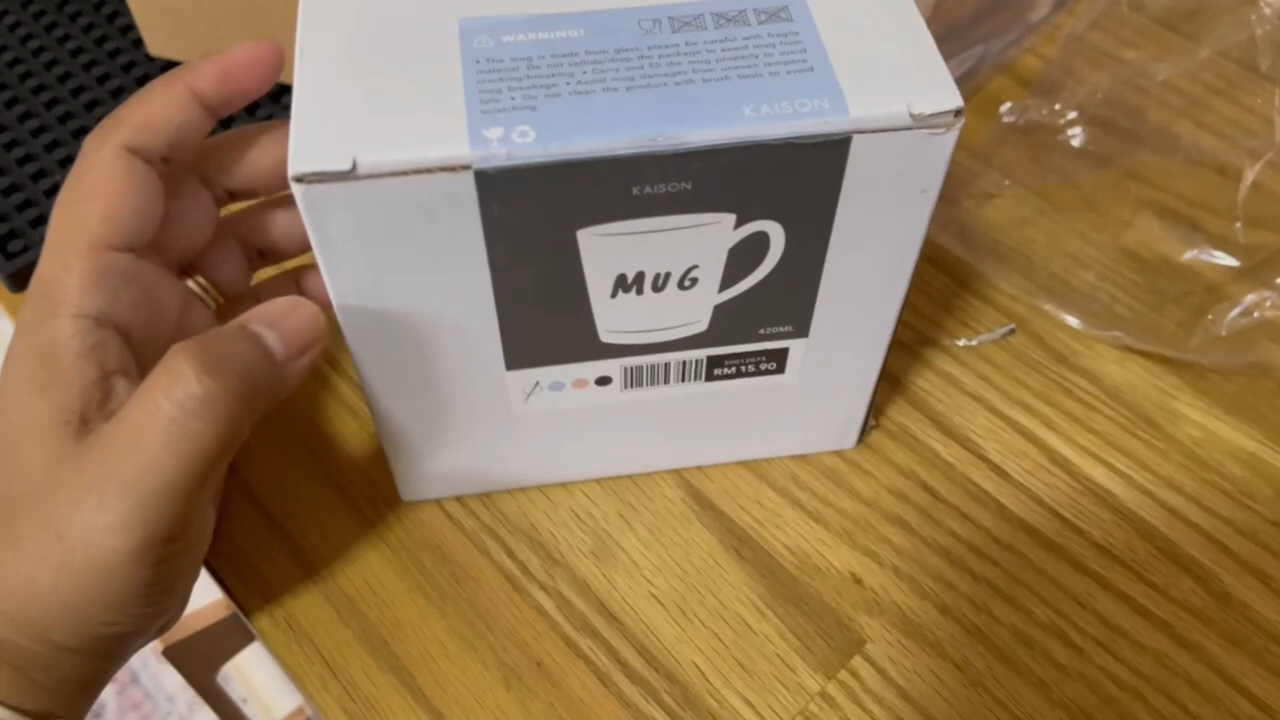 WARNING!
• The mug is made from glass, please be careful with fragile
material. Do not collide/drop the package to avoid mug from
cracking/breaking. • Carry and fill the mug properly to avoid
mug breakage. • Avoid mug damages from uneven tempera
ture. • Do not clean the product with brush tools to avoid
scratching.
KAISON
KAISON
MUG
420ML
RM 15.90